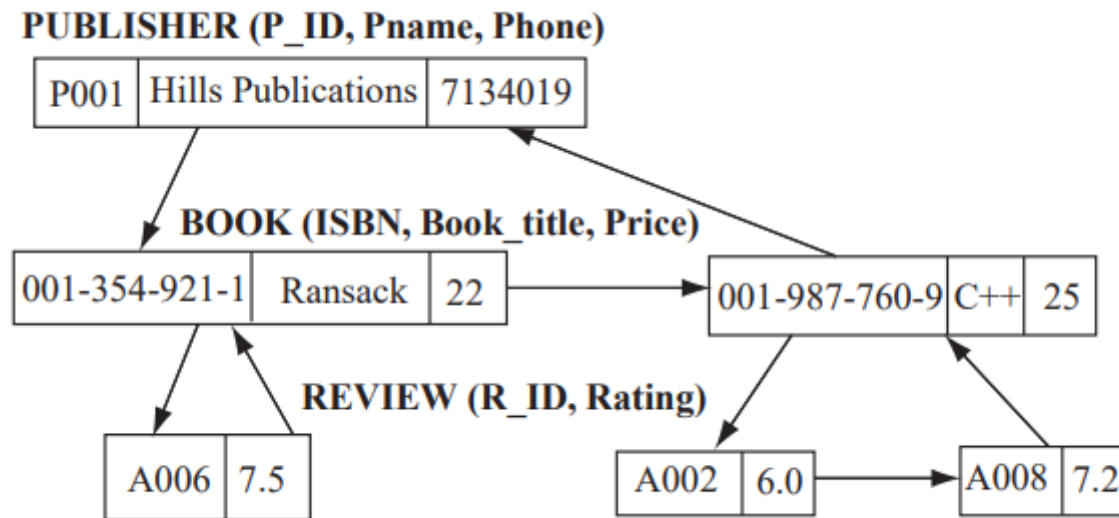 PUBLISHER (P_ID, Pname, Phone)
P001 Hills Publications 7134019
BOOK (ISBN, Book_title, Price)
001-354-921-1 Ransack 22
001-987-760-9 C++ 25
REVIEW (R_ID, Rating)
A006 7.5
A002 6.0
A008 7.2